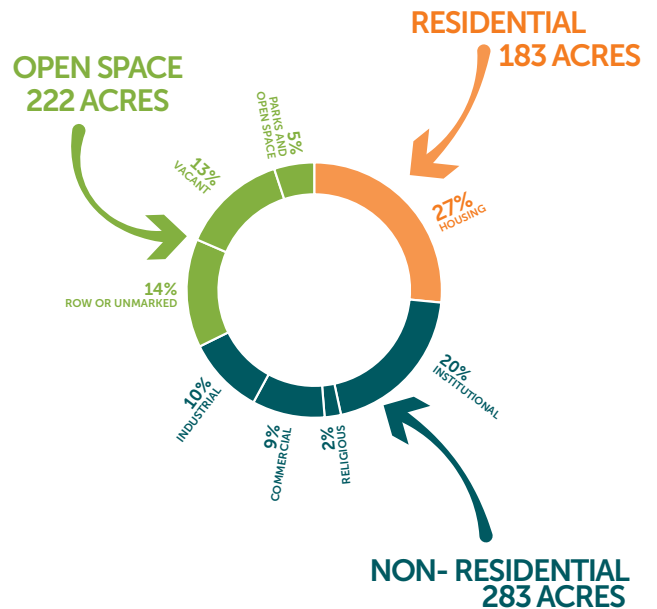 RESIDENTIAL
183 ACRES
OPEN SPACE
222 ACRES
5%
PARKS AND
OPEN SPACE
13%
VACANT
27%
HOUSING
14%
ROW OR UNMARKED
20%
INSTITUTIONAL
10%
INDUSTRIAL
9%
COMMERCIAL
2%
RELIGIOUS
NON- RESIDENTIAL
283 ACRES